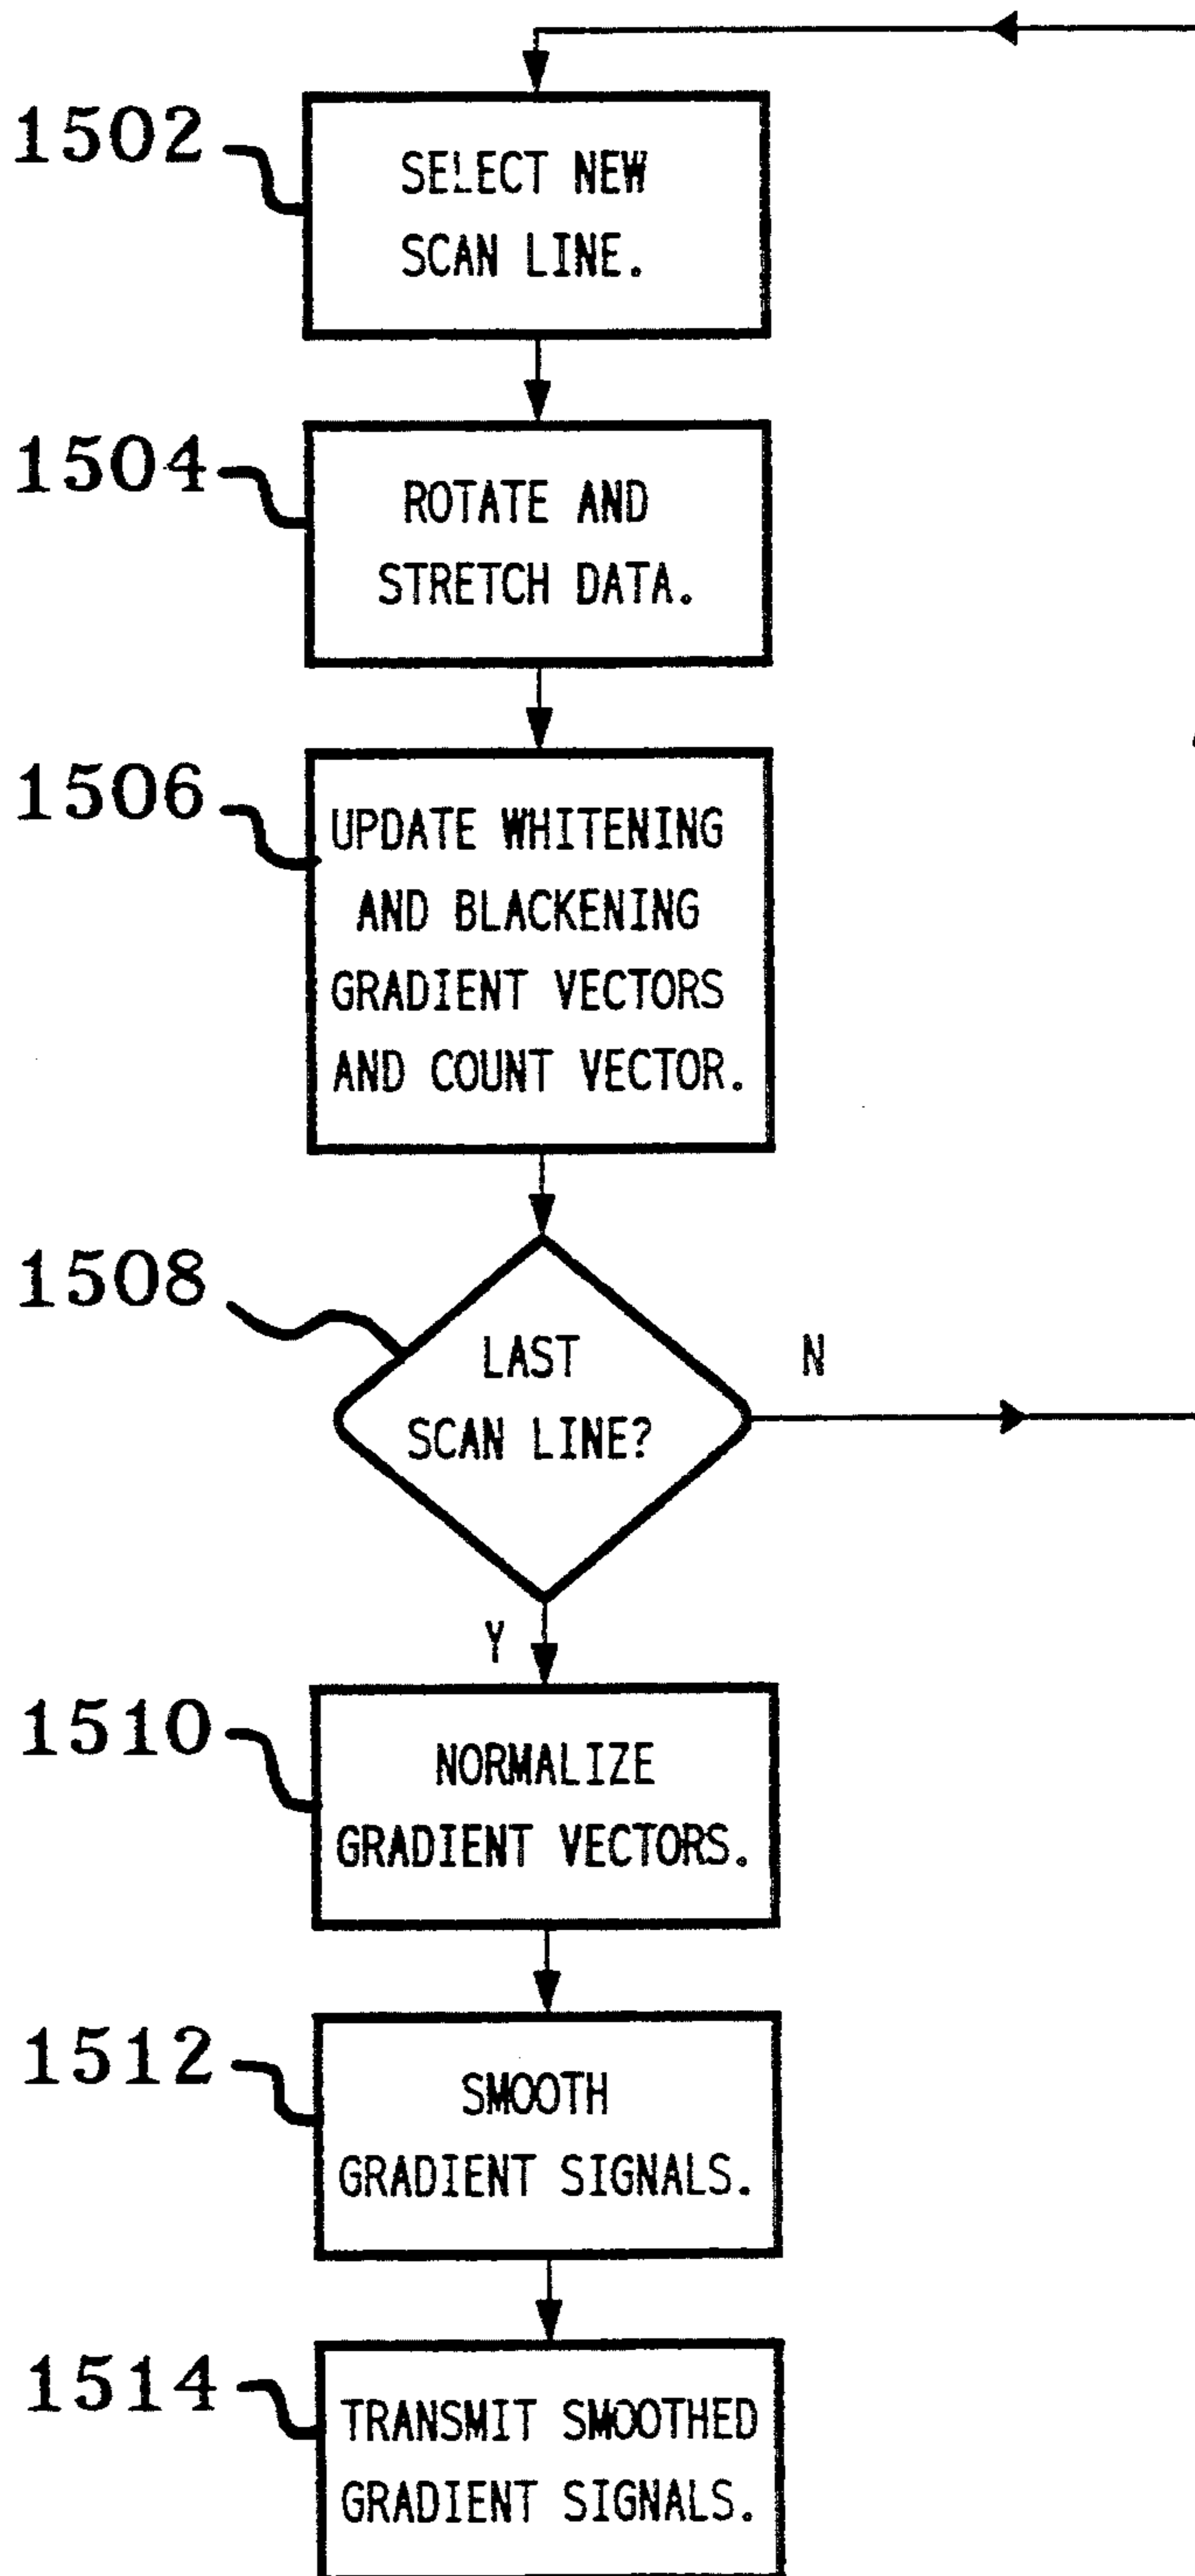 1502
SELECT NEW
SCAN LINE.
1504
ROTATE AND
STRETCH DATA.
1506
UPDATE WHITENING
AND BLACKENING
GRADIENT VECTORS
AND COUNT VECTOR.
1508
LAST
SCAN LINE?
N
Y
1510
NORMALIZE
GRADIENT VECTORS.
1512
SMOOTH
GRADIENT SIGNALS.
1514
TRANSMIT SMOOTHED
GRADIENT SIGNALS.